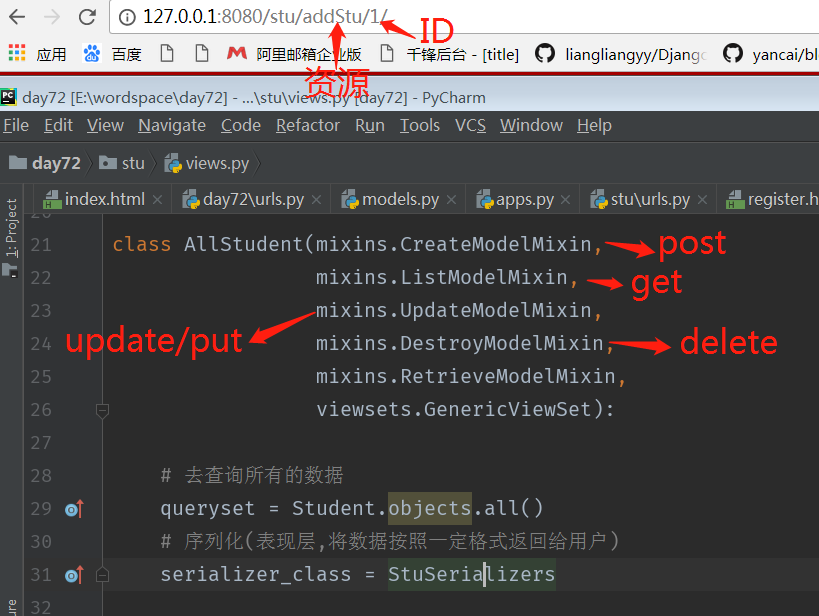 127.0.0.1:8080/stu/addStu/1/ ID
应用 百度 阿里邮箱企业版 千锋后台 - [title] liangliangyy/Djang yancai/bl
资源
day72 [E:\wordspace\day72] - ...\stu\views.py [day72] - PyCharm
File Edit View Navigate Code Refactor Run Tools VCS Window Help
day72 stu views.py
index.html day72\urls.py models.py apps.py stu\urls.py register.h
1: Project
21 class AllStudent(mixins.CreateModelMixin, post
22 mixins.ListModelMixin, get
23 mixins.UpdateModelMixin,
update/put
24 mixins.DestroyModelMixin, delete
25 mixins.RetrieveModelMixin,
26 viewsets.GenericViewSet):
27
28 # 去查询所有的数据
29 queryset = Student.objects.all()
30 # 序列化(表现层,将数据按照一定格式返回给用户)
31 serializer_class = StuSerializers
32